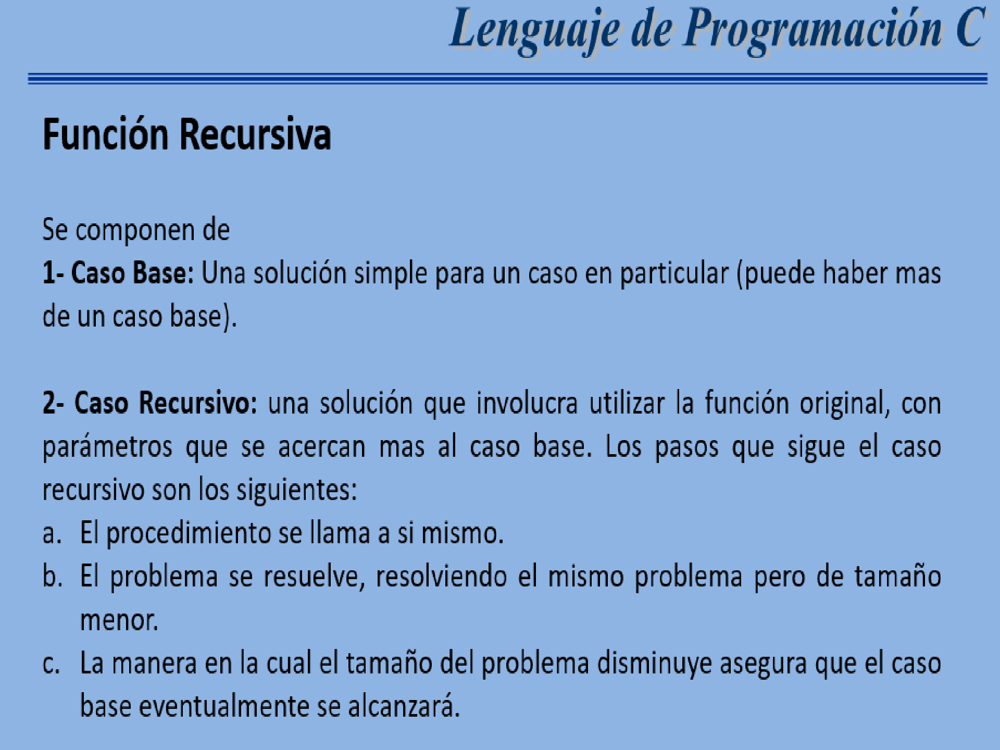 Lenguaje de Programación C
Función Recursiva
Se componen de
1- Caso Base: Una solución simple para un caso en particular (puede haber mas
de un caso base).
2- Caso Recursivo: una solución que involucra utilizar la función original, con
parámetros que se acercan mas al caso base. Los pasos que sigue el caso
recursivo son los siguientes:
a. El procedimiento se llama a si mismo.
b. El problema se resuelve, resolviendo el mismo problema pero de tamaño
menor.
c. La manera en la cual el tamaño del problema disminuye asegura que el caso
base eventualmente se alcanzará.